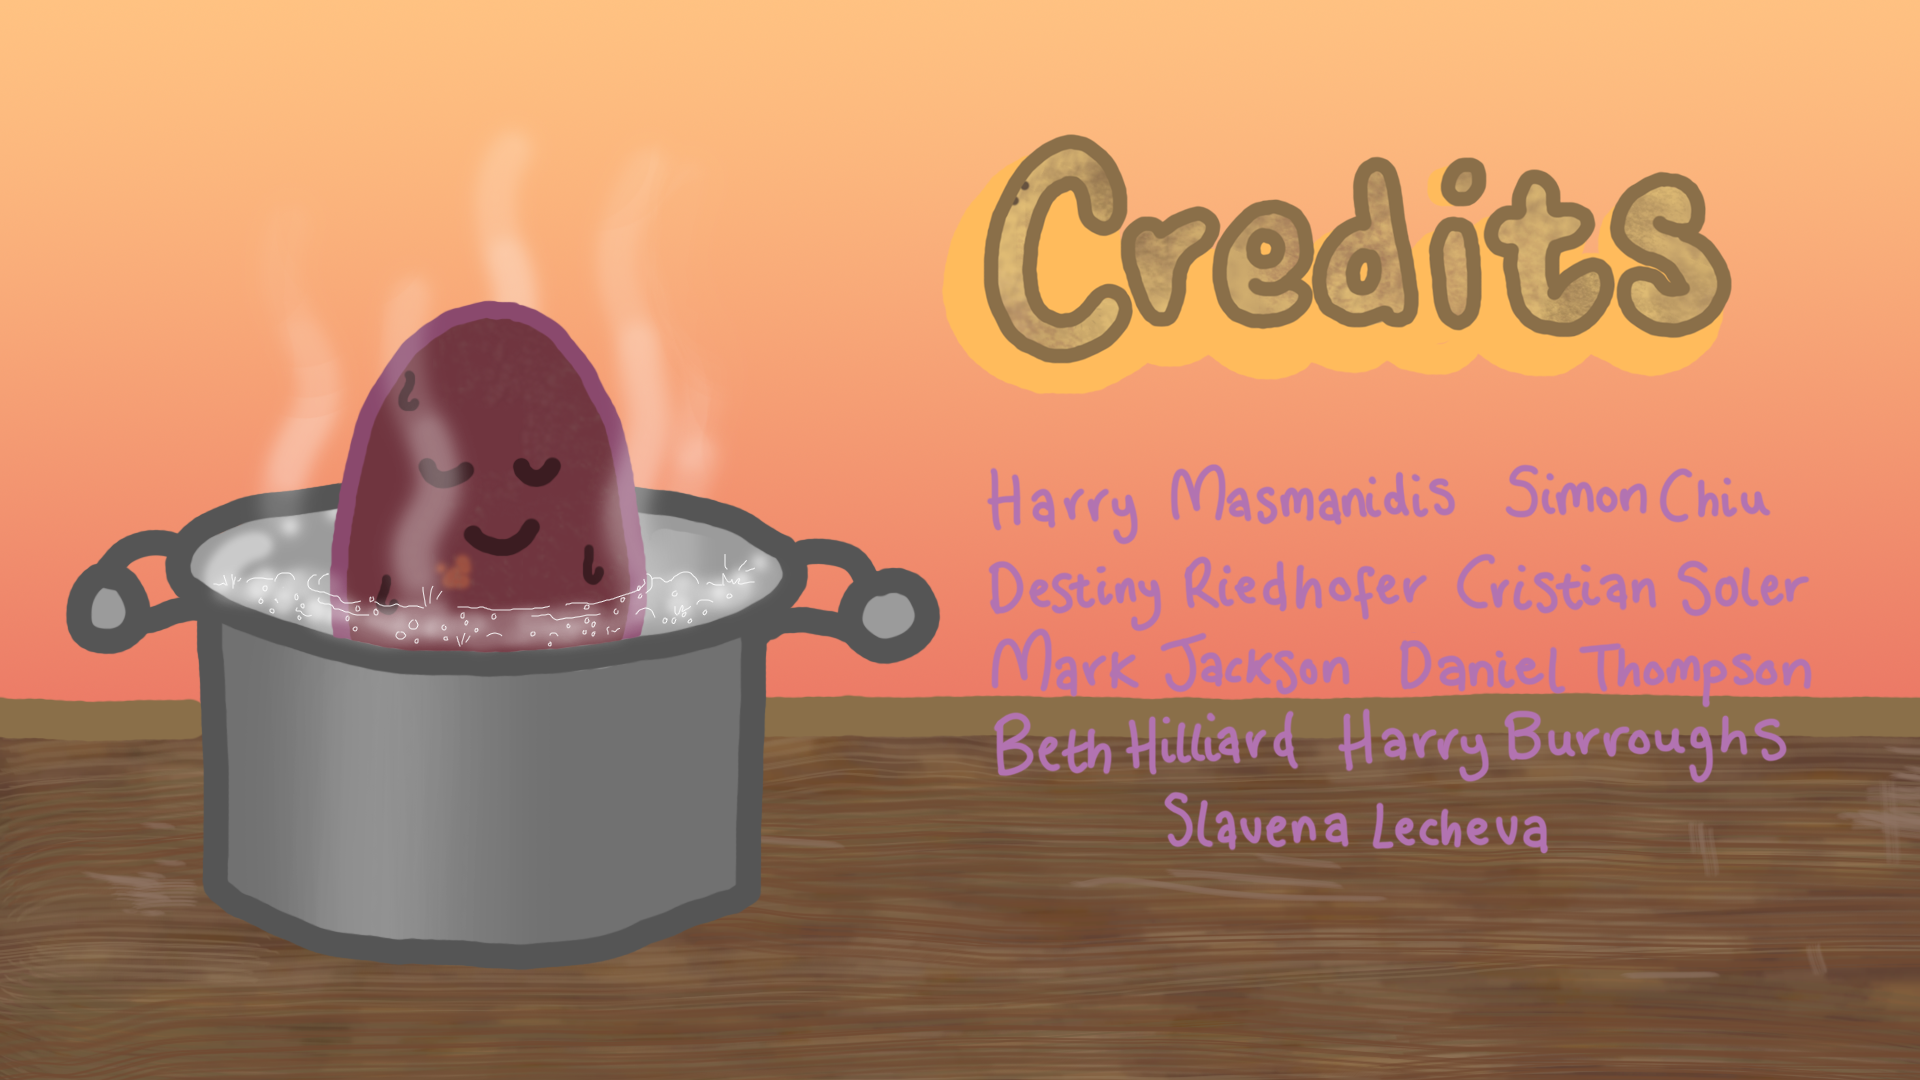 Credits
Harry Masmanidis Simon Chiu
Destiny Riedhofer Cristian Soler
Mark Jackson Daniel Thompson
Beth Hilliard Harry Burroughs
Slavena Lecheva